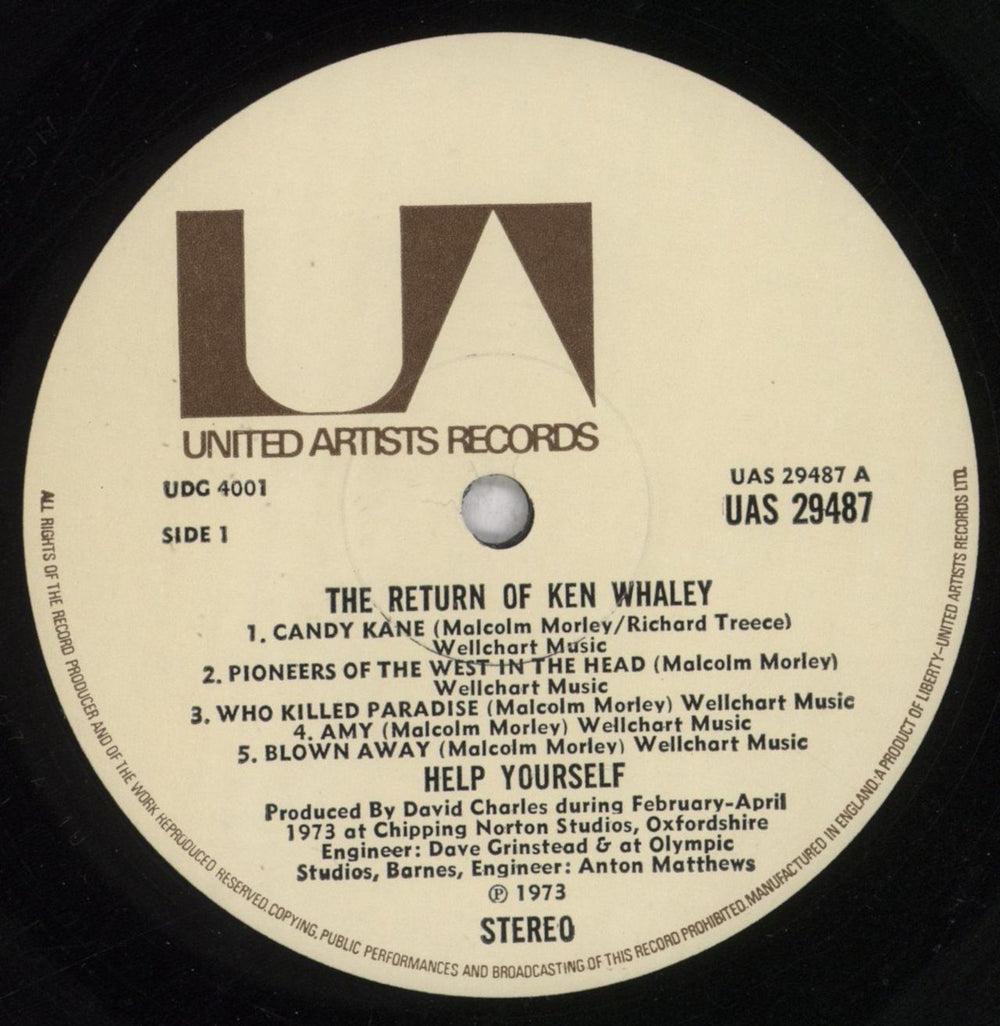 UA
UNITED ARTISTS RECORDS
UDG 4001
SIDE 1
UAS 29487 A
UAS 29487
THE RETURN OF KEN WHALEY
1. CANDY KANE (Malcolm Morley/Richard Treece)
Wellchart Music
2. PIONEERS OF THE WEST IN THE HEAD (Malcolm Morley)
Wellchart Music
3. WHO KILLED PARADISE (Malcolm Morley) Wellchart Music
4. AMY (Malcolm Morley) Wellchart Music
5. BLOWN AWAY (Malcolm Morley) Wellchart Music
HELP YOURSELF
Produced By David Charles during February-April
1973 at Chipping Norton Studios, Oxfordshire
Engineer: Dave Grinstead & at Olympic
Studios, Barnes, Engineer: Anton Matthews
℗ 1973
STEREO
ALL RIGHTS OF THE RECORD PRODUCER AND OF THE WORK REPRODUCED RESERVED. COPYING, PUBLIC PERFORMANCES AND BROADCASTING OF THIS RECORD PROHIBITED. MANUFACTURED IN ENGLAND. A PRODUCT OF LIBERTY–UNITED ARTISTS RECORDS LTD.